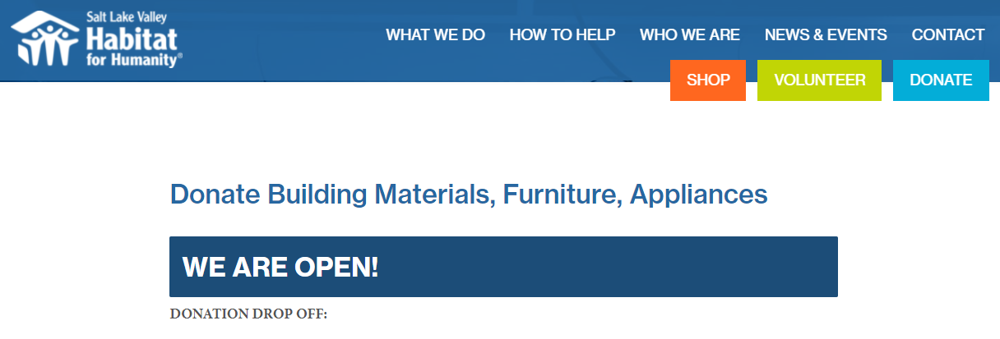 Salt Lake Valley
Habitat
for Humanity®
WHAT WE DO HOW TO HELP WHO WE ARE NEWS & EVENTS CONTACT
SHOP VOLUNTEER DONATE
Donate Building Materials, Furniture, Appliances
WE ARE OPEN!
DONATION DROP OFF: